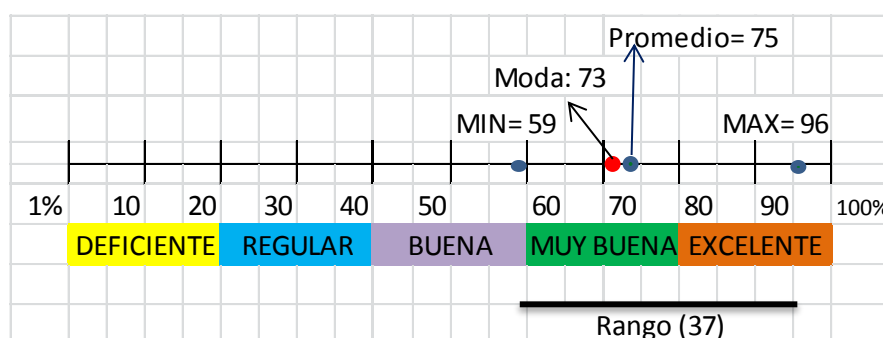 Promedio= 75
Moda: 73
MIN= 59 MAX= 96
1% 10 20 30 40 50 60 70 80 90 100%
DEFICIENTE REGULAR BUENA MUY BUENA EXCELENTE
Rango (37)